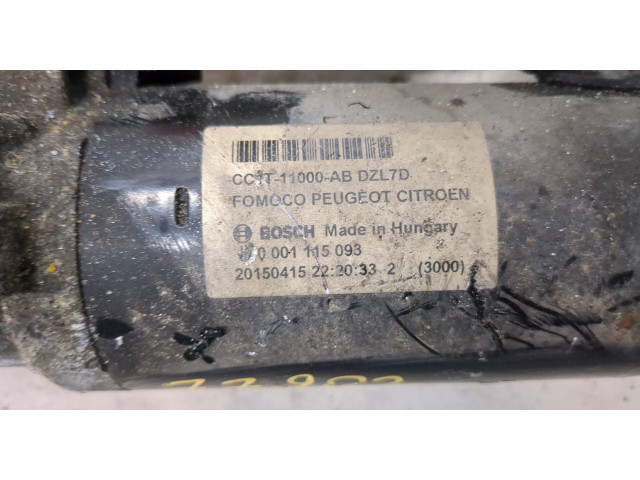 CC1T-11000-AB DZL7D
FOMOCO PEUGEOT CITROEN
BOSCH Made in Hungary
0 001 115 093
20150415 22:20:33 2 (3000)